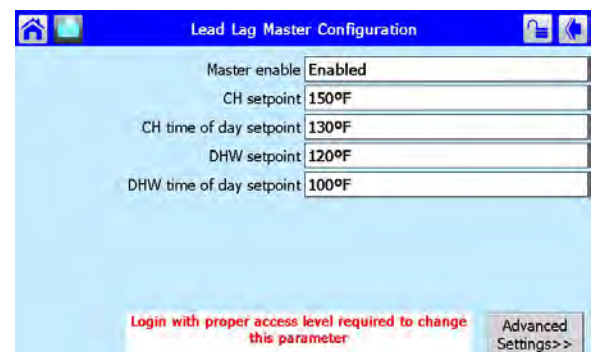 Lead Lag Master Configuration
Master enable Enabled
CH setpoint 150ºF
CH time of day setpoint 130ºF
DHW setpoint 120ºF
DHW time of day setpoint 100ºF
Login with proper access level required to change
this parameter
Advanced
Settings>>